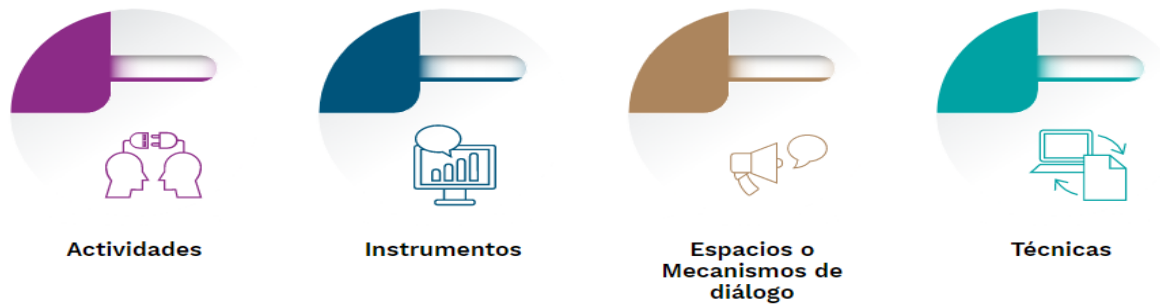 Actividades
Instrumentos
Espacios o
Mecanismos de
diálogo
Técnicas